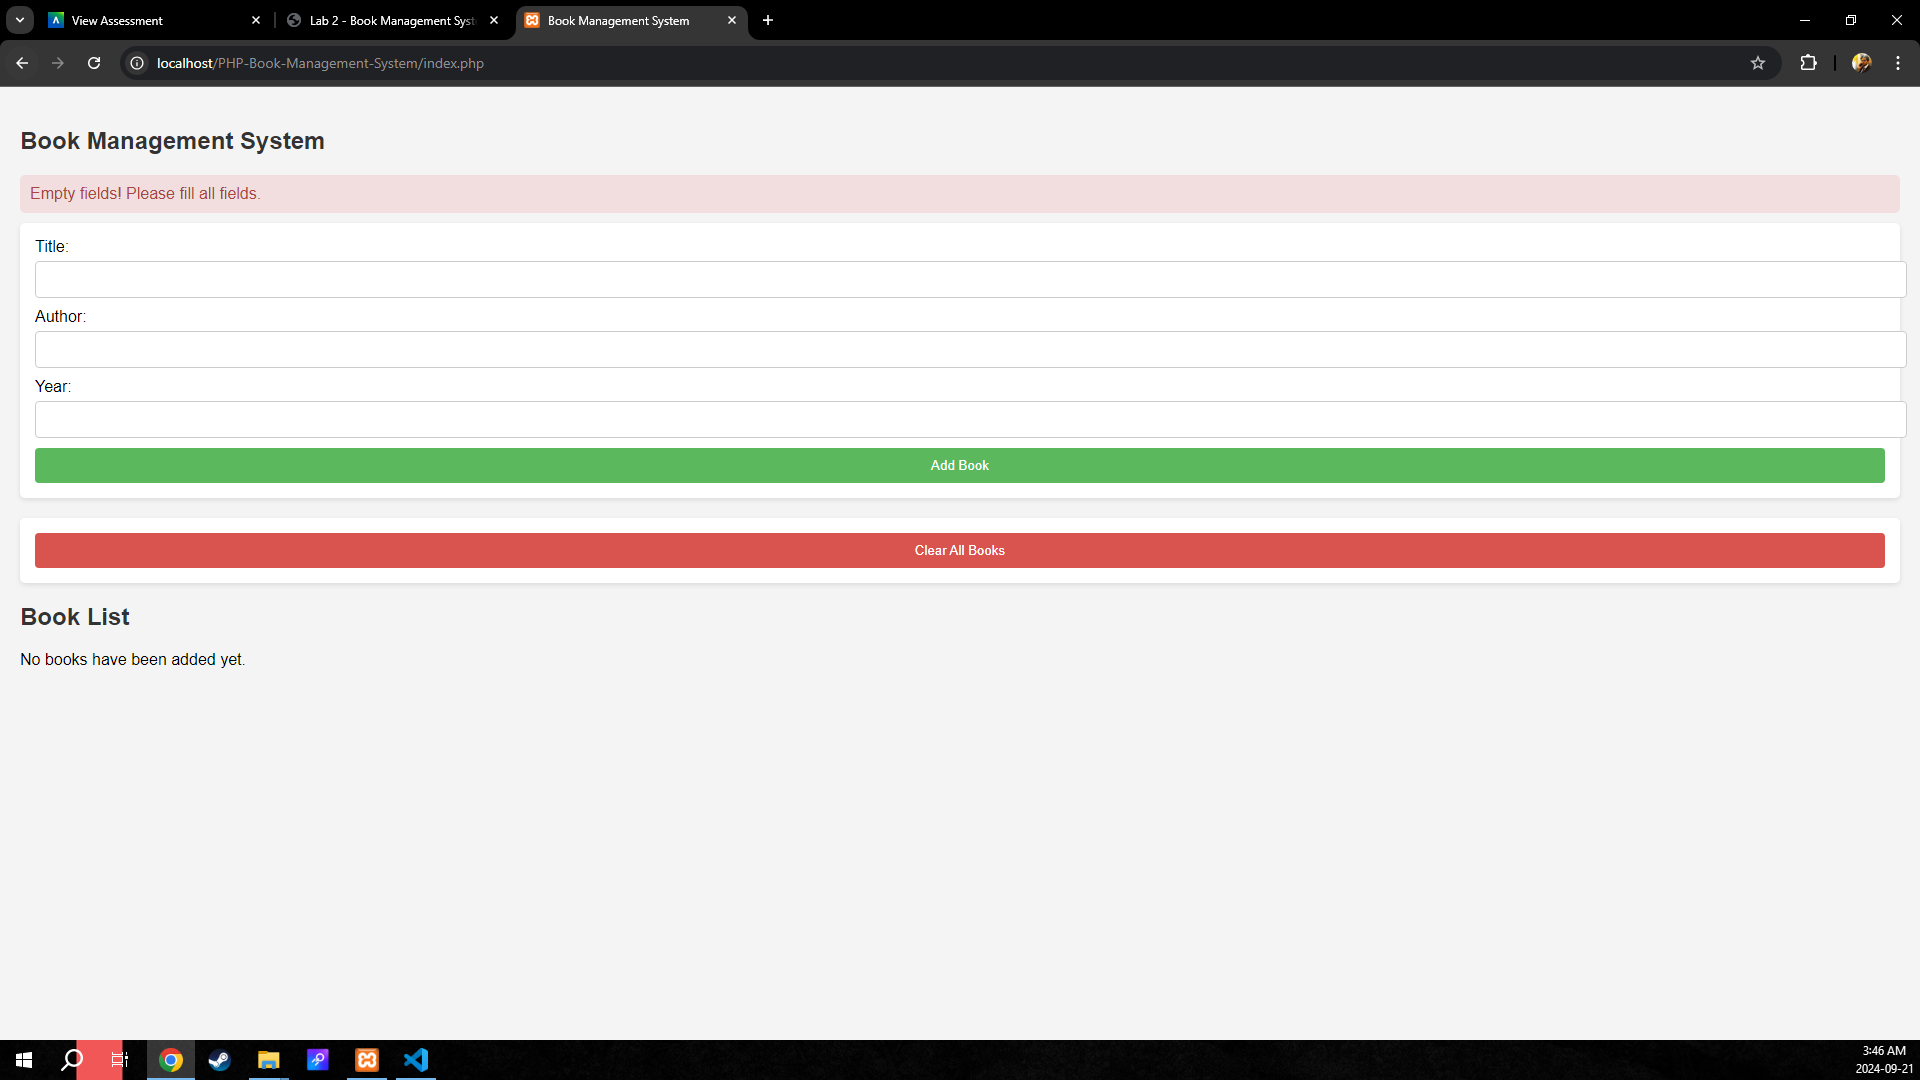 View Assessment
Lab 2 - Book Management Syst
Book Management System
localhost/PHP-Book-Management-System/index.php
Book Management System
Empty fields! Please fill all fields.
Title:
Author:
Year:
Add Book
Clear All Books
Book List
No books have been added yet.
3:46 AM
2024-09-21